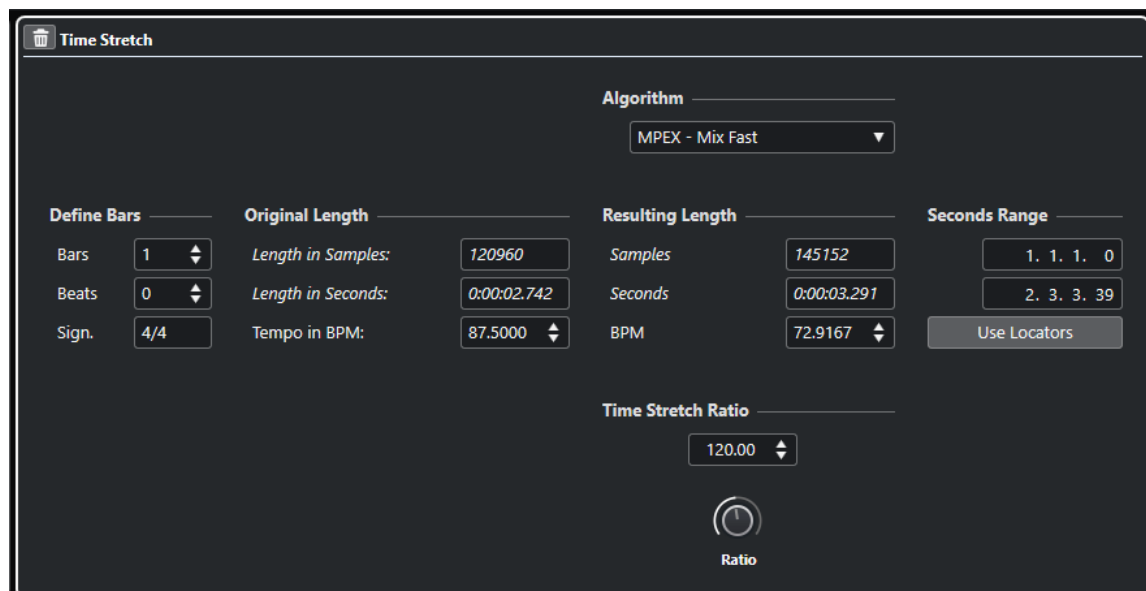 Time Stretch
Algorithm
MPEX - Mix Fast
Define Bars
Original Length
Resulting Length
Seconds Range
Bars 1 Length in Samples: 120960 Samples 145152 1. 1. 1. 0
Beats 0 Length in Seconds: 0:00:02.742 Seconds 0:00:03.291 2. 3. 3. 39
Sign. 4/4 Tempo in BPM: 87.5000 BPM 72.9167 Use Locators
Time Stretch Ratio
120.00
Ratio